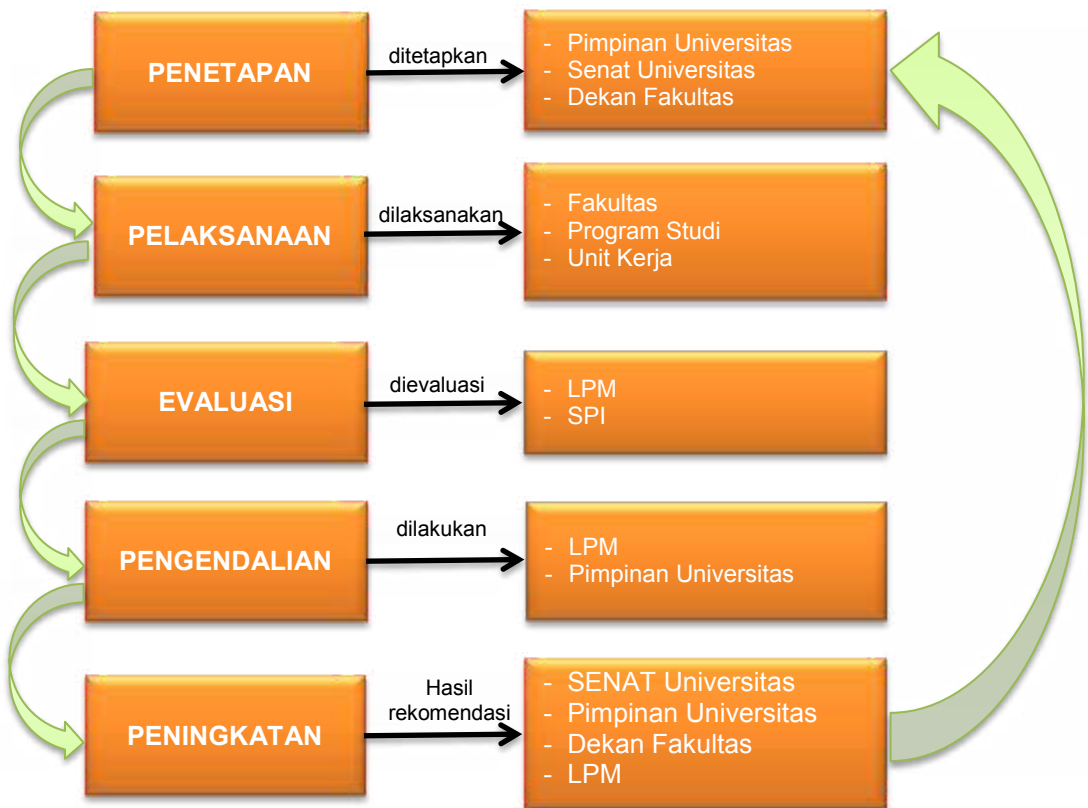 PENETAPAN
ditetapkan
- Pimpinan Universitas
- Senat Universitas
- Dekan Fakultas
PELAKSANAAN
dilaksanakan
- Fakultas
- Program Studi
- Unit Kerja
EVALUASI
dievaluasi
- LPM
- SPI
PENGENDALIAN
dilakukan
- LPM
- Pimpinan Universitas
PENINGKATAN
Hasil
rekomendasi
- SENAT Universitas
- Pimpinan Universitas
- Dekan Fakultas
- LPM